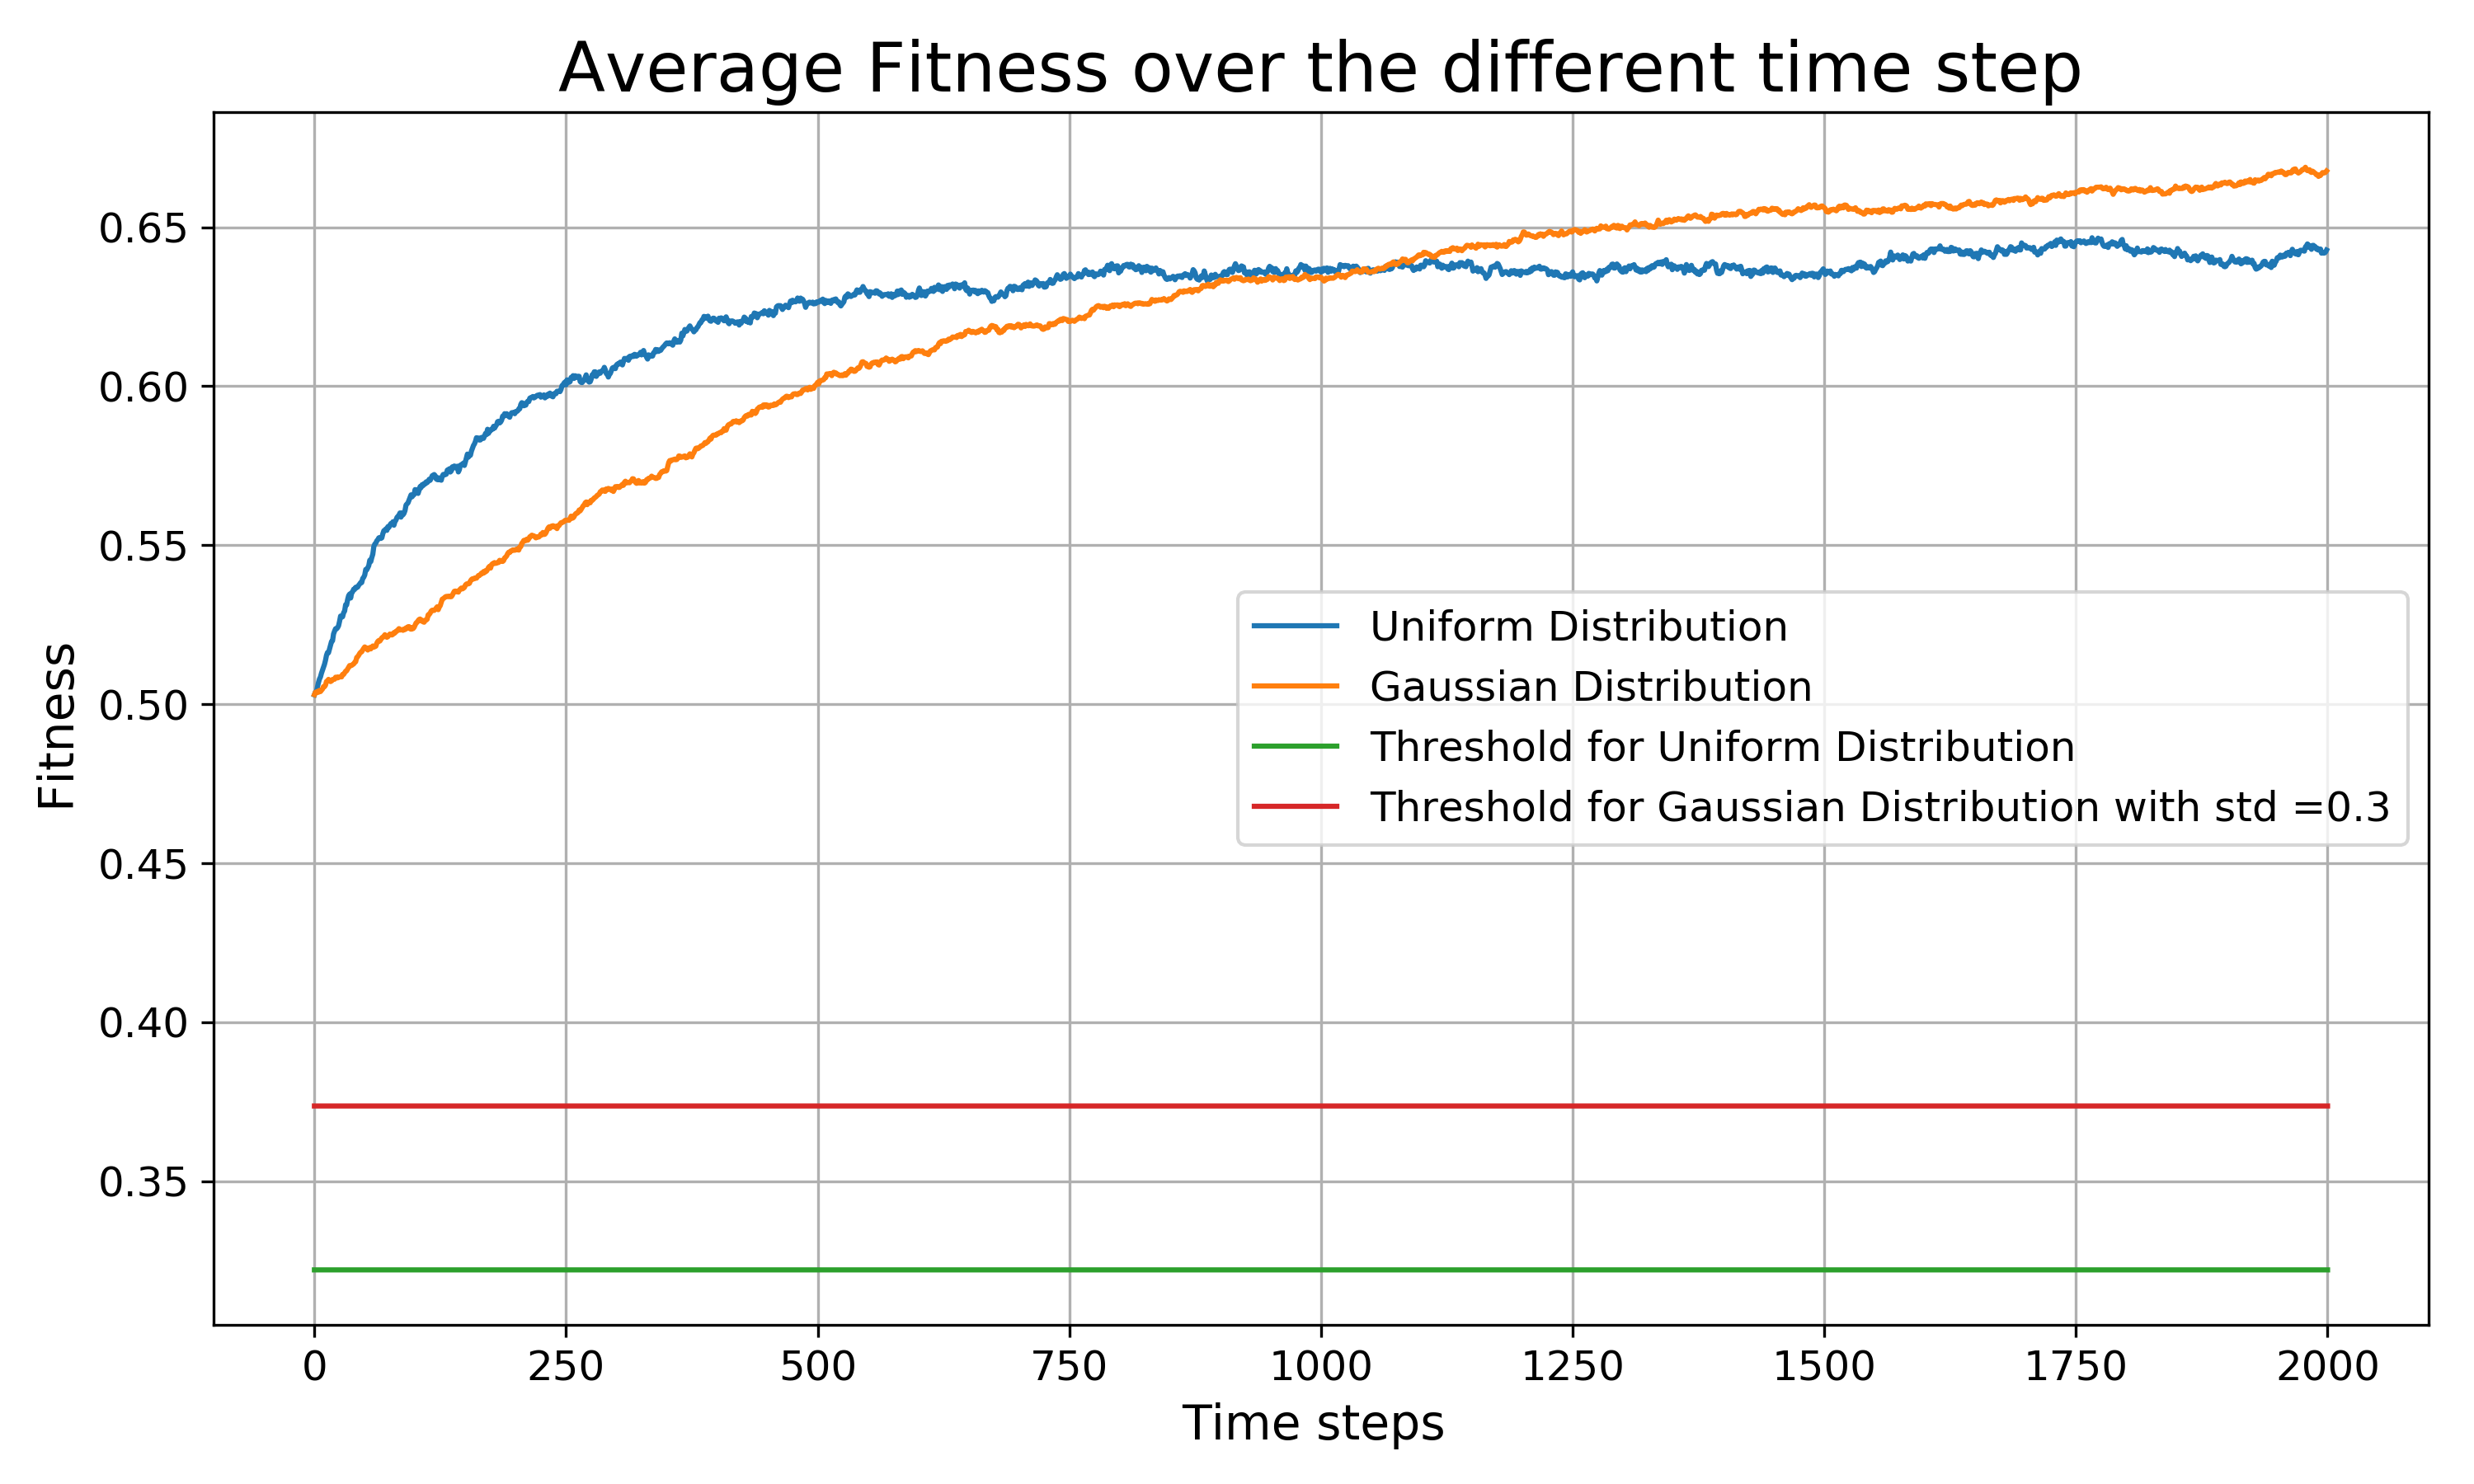 Average Fitness over the different time step
Fitness
0.65
0.60
0.55
0.50
0.45
0.40
0.35
Uniform Distribution
Gaussian Distribution
Threshold for Uniform Distribution
Threshold for Gaussian Distribution with std =0.3
0 250 500 750 1000 1250 1500 1750 2000
Time steps